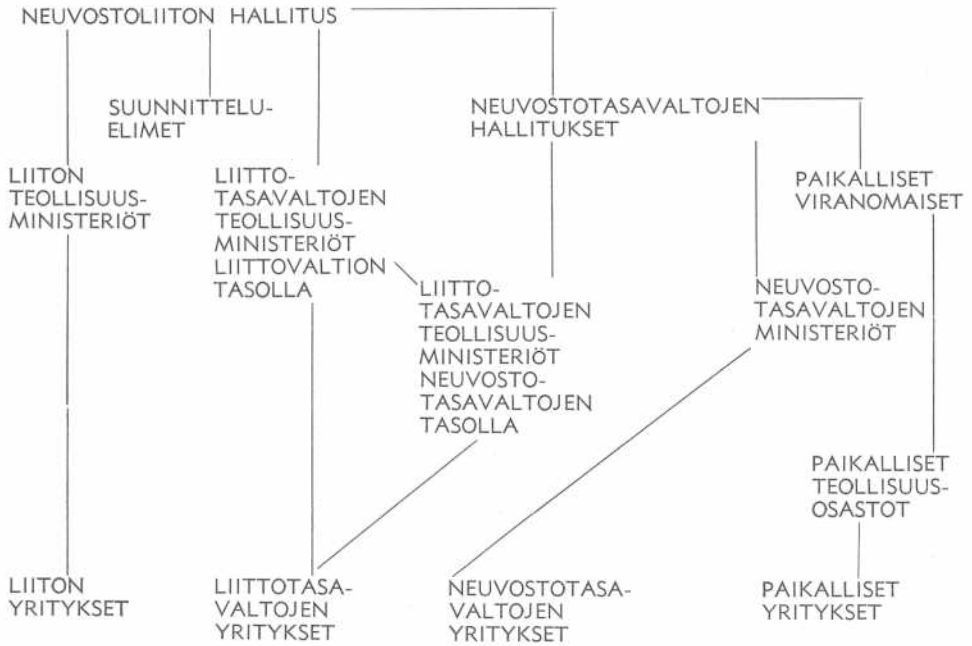 NEUVOSTOLIITON HALLITUS
SUUNNITTELU-
ELIMET
NEUVOSTOTASAVALTOJEN
HALLITUKSET
LIITON
TEOLLISUUS-
MINISTERIÖT
LIITTO-
TASAVALTOJEN
TEOLLISUUS-
MINISTERIÖT
LIITTOVALTION
TASOLLA
PAIKALLISET
VIRANOMAISET
LIITTO-
TASAVALTOJEN
TEOLLISUUS-
MINISTERIÖT
NEUVOSTO-
TASAVALTOJEN
TASOLLA
NEUVOSTO-
TASAVALTOJEN
MINISTERIÖT
PAIKALLISET
TEOLLISUUS-
OSASTOT
LIITON
YRITYKSET
LIITTOTASA-
VALTOJEN
YRITYKSET
NEUVOSTOTASA-
VALTOJEN
YRITYKSET
PAIKALLISET
YRITYKSET